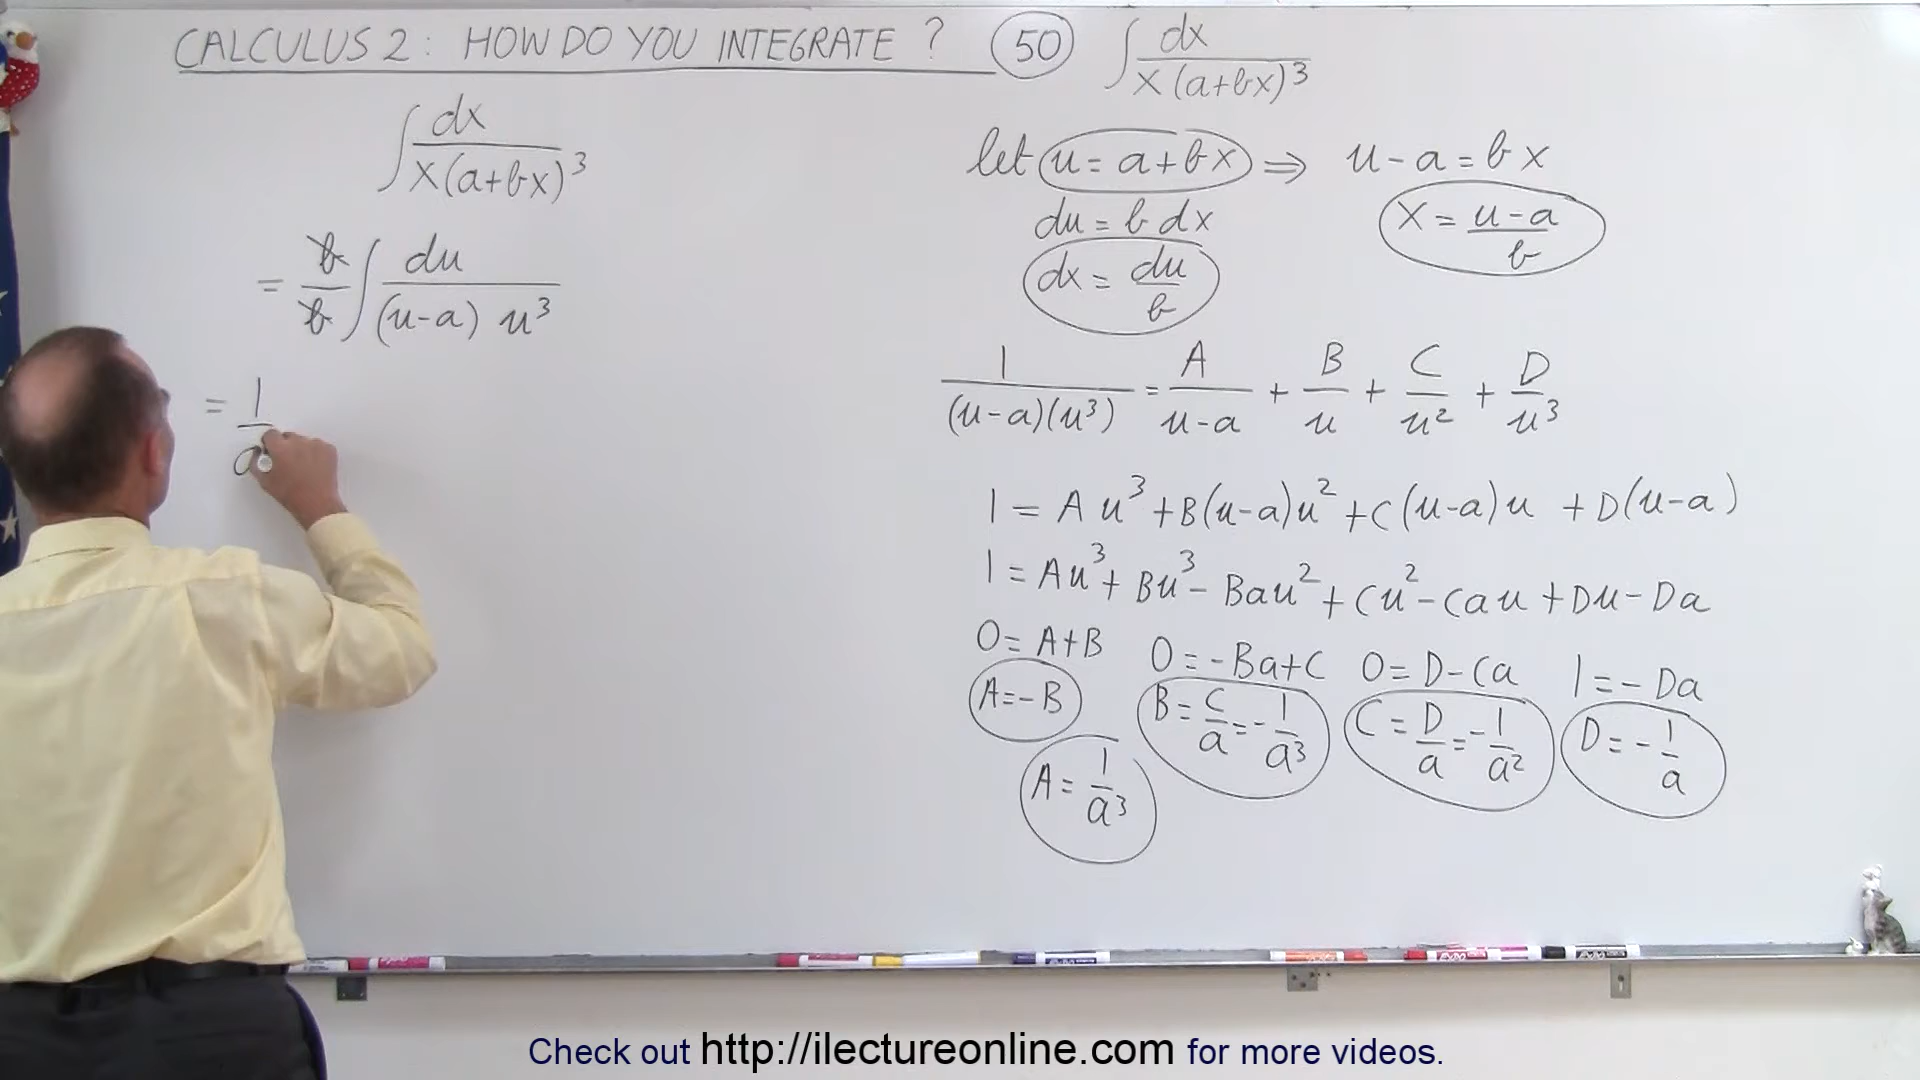 CALCULUS 2 : HOW DO YOU INTEGRATE ? 50 ∫ dx / x(a+bx)³
∫ dx / x(a+bx)³
= b/b ∫ du / (u-a) u³
= 1/a
let u = a+bx ⇒ u-a = bx
du = b dx
x = u-a / b
dx = du / b
1 / (u-a)(u³) = A / u-a + B / u + C / u² + D / u³
1 = Au³ + B(u-a)u² + C(u-a)u + D(u-a)
1 = Au³ + Bu³ - Bau² + Cu² - Cau + Du - Da
0 = A+B 0 = -Ba+C 0 = D-Ca 1 = -Da
A = -B B = C/a = -1/a³ C = D/a = -1/a² D = -1/a
A = 1/a³
Check out http://ilectureonline.com for more videos.